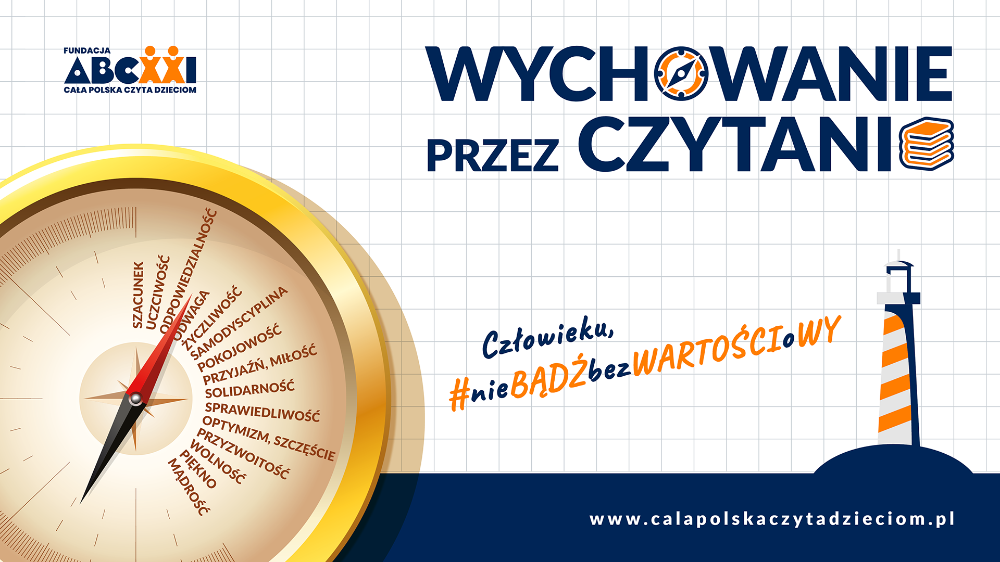 FUNDACJA
ABCXXI
CAŁA POLSKA CZYTA DZIECIOM
WYCHOWANIE
PRZEZ CZYTANIE
SZACUNEK
UCZCIWOŚĆ
ODPOWIEDZIALNOŚĆ
ODWAGA
ŻYCZLIWOŚĆ
SAMODYSCYPLINA
POKOJOWOŚĆ
PRZYJAŹŃ, MIŁOŚĆ
SOLIDARNOŚĆ
SPRAWIEDLIWOŚĆ
OPTYMIZM, SZCZĘŚCIE
PRZYZWOITOŚĆ
WOLNOŚĆ
PIĘKNO
MĄDROŚĆ
Człowieku,
#nieBĄDŹbezWARTOŚCIoWY
www.calapolskaczytadzieciom.pl